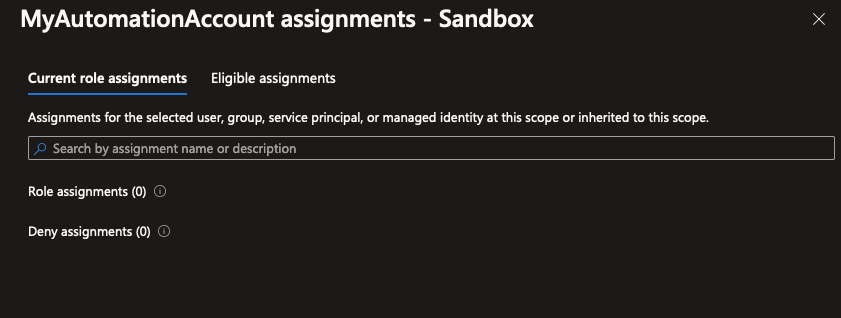 MyAutomationAccount assignments - Sandbox
Current role assignments Eligible assignments
Assignments for the selected user, group, service principal, or managed identity at this scope or inherited to this scope.
Search by assignment name or description
Role assignments (0)
Deny assignments (0)